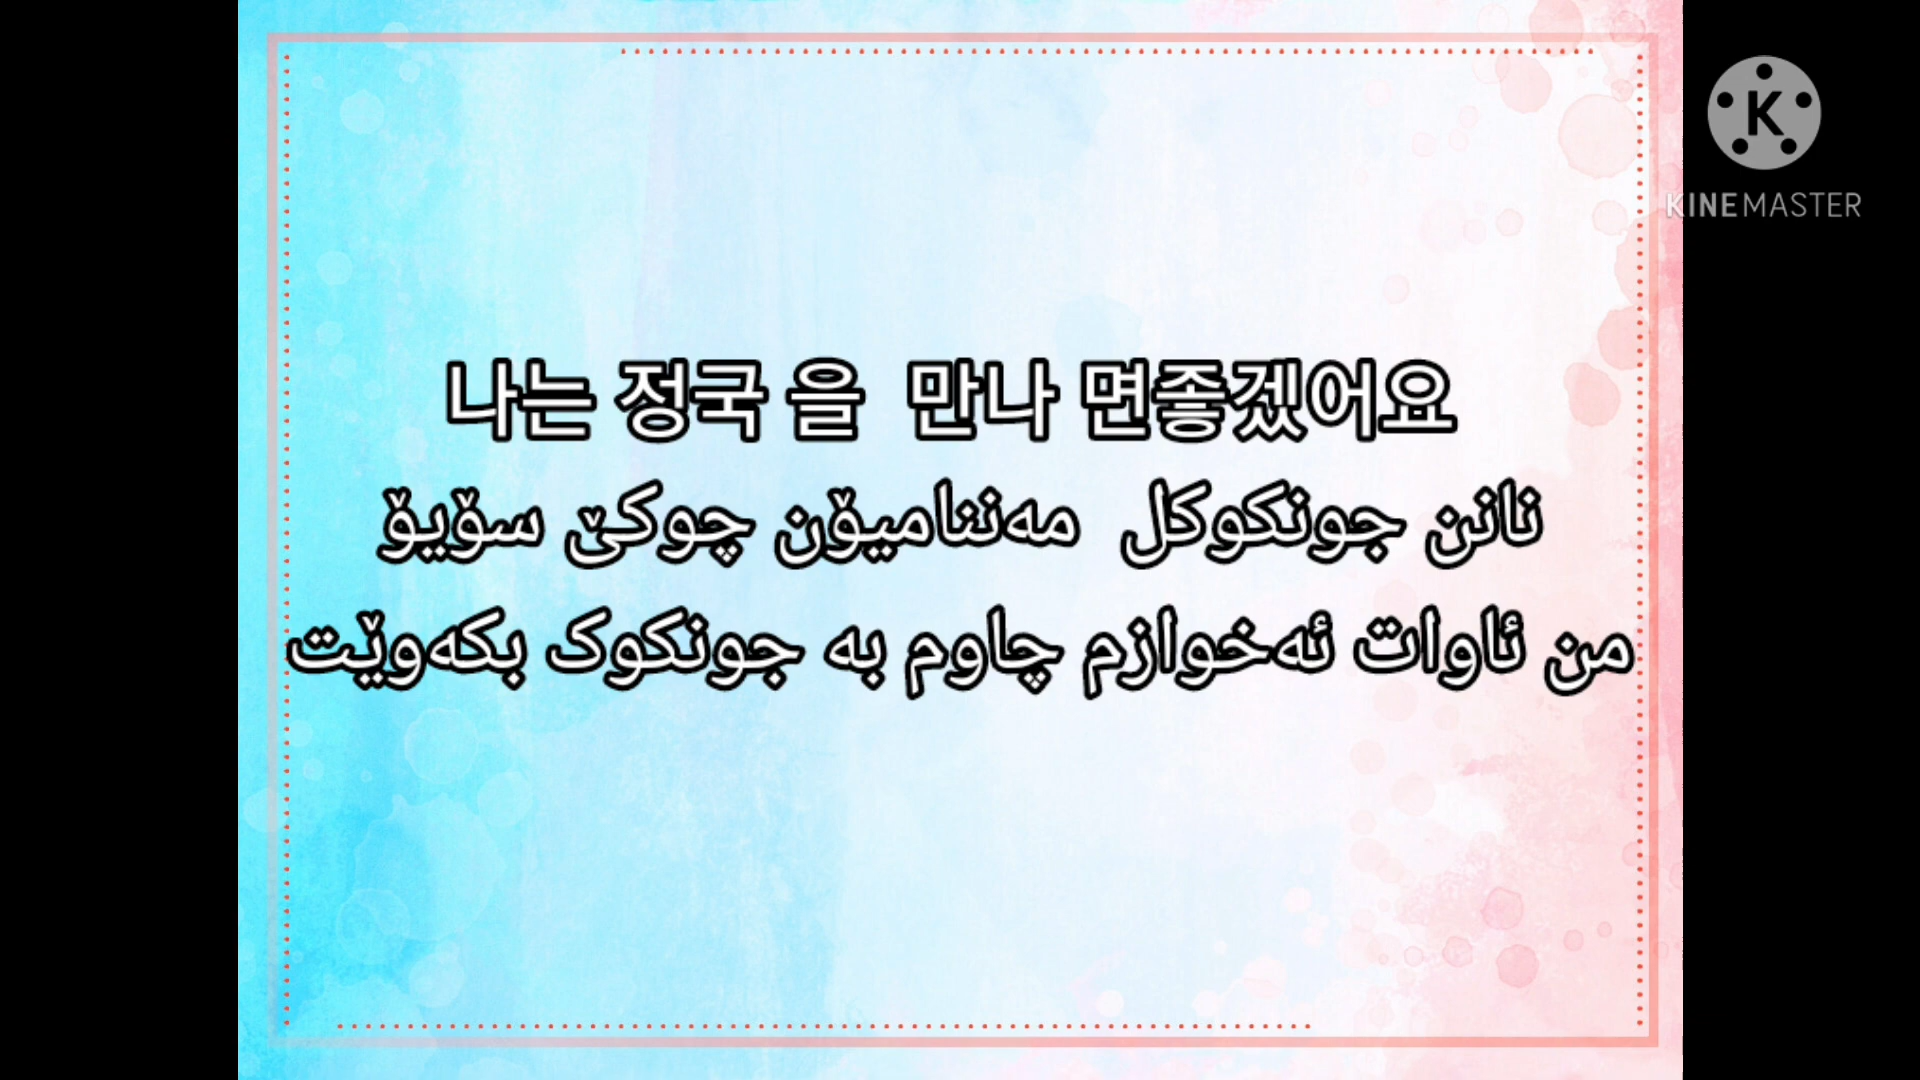 나는 정국 을  만나 면좋겠어요
نانن جونکوکل  مەننامیۆن چوکێ سۆیۆ
من ئاوات ئەخوازم چاوم بە جونکوک بکەوێت
K
KINEMASTER